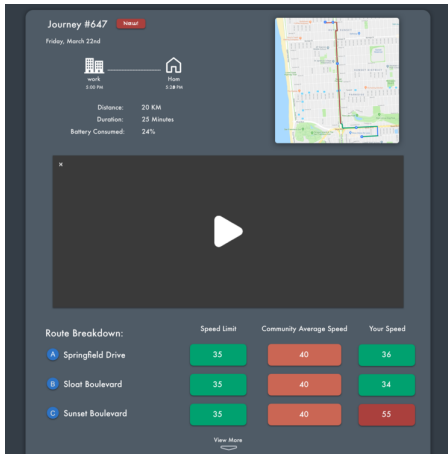 Journey #647 New!
Friday, March 22nd
work Hom
5:00 PM 5:28 PM
Distance: 20 KM
Duration: 25 Minutes
Battery Consumed: 24%
×
Route Breakdown: Speed Limit Community Average Speed Your Speed
A Springfield Drive 35 40 36
B Sloat Boulevard 35 40 34
C Sunset Boulevard 35 40 55
View More